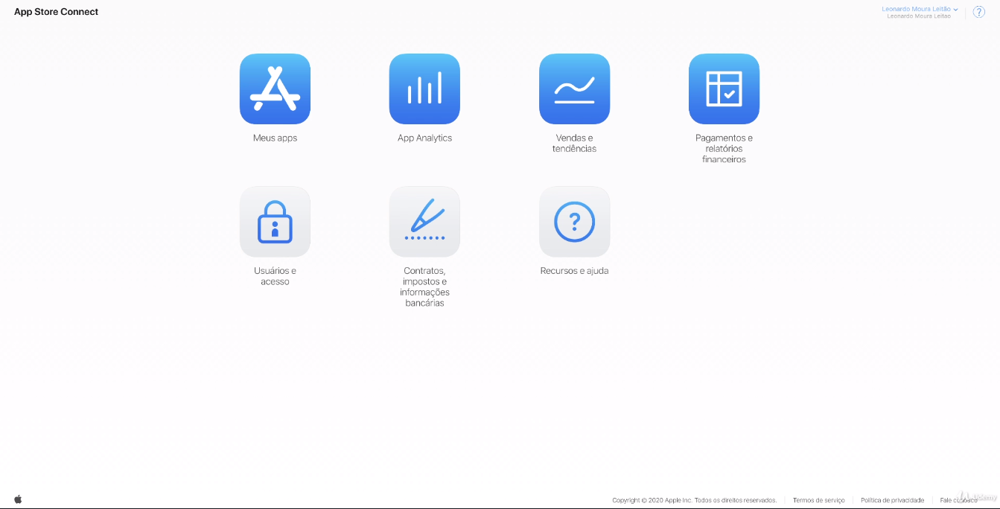 App Store Connect
Leonardo Moura Leitão
Leonardo Moura Leitao
Meus apps
App Analytics
Vendas e
tendências
Pagamentos e
relatórios
financeiros
Usuários e
acesso
Contratos,
impostos e
informações
bancárias
Recursos e ajuda
Copyright © 2020 Apple Inc. Todos os direitos reservados.
Termos de serviço
Política de privacidade
Fale conosco
Udemy